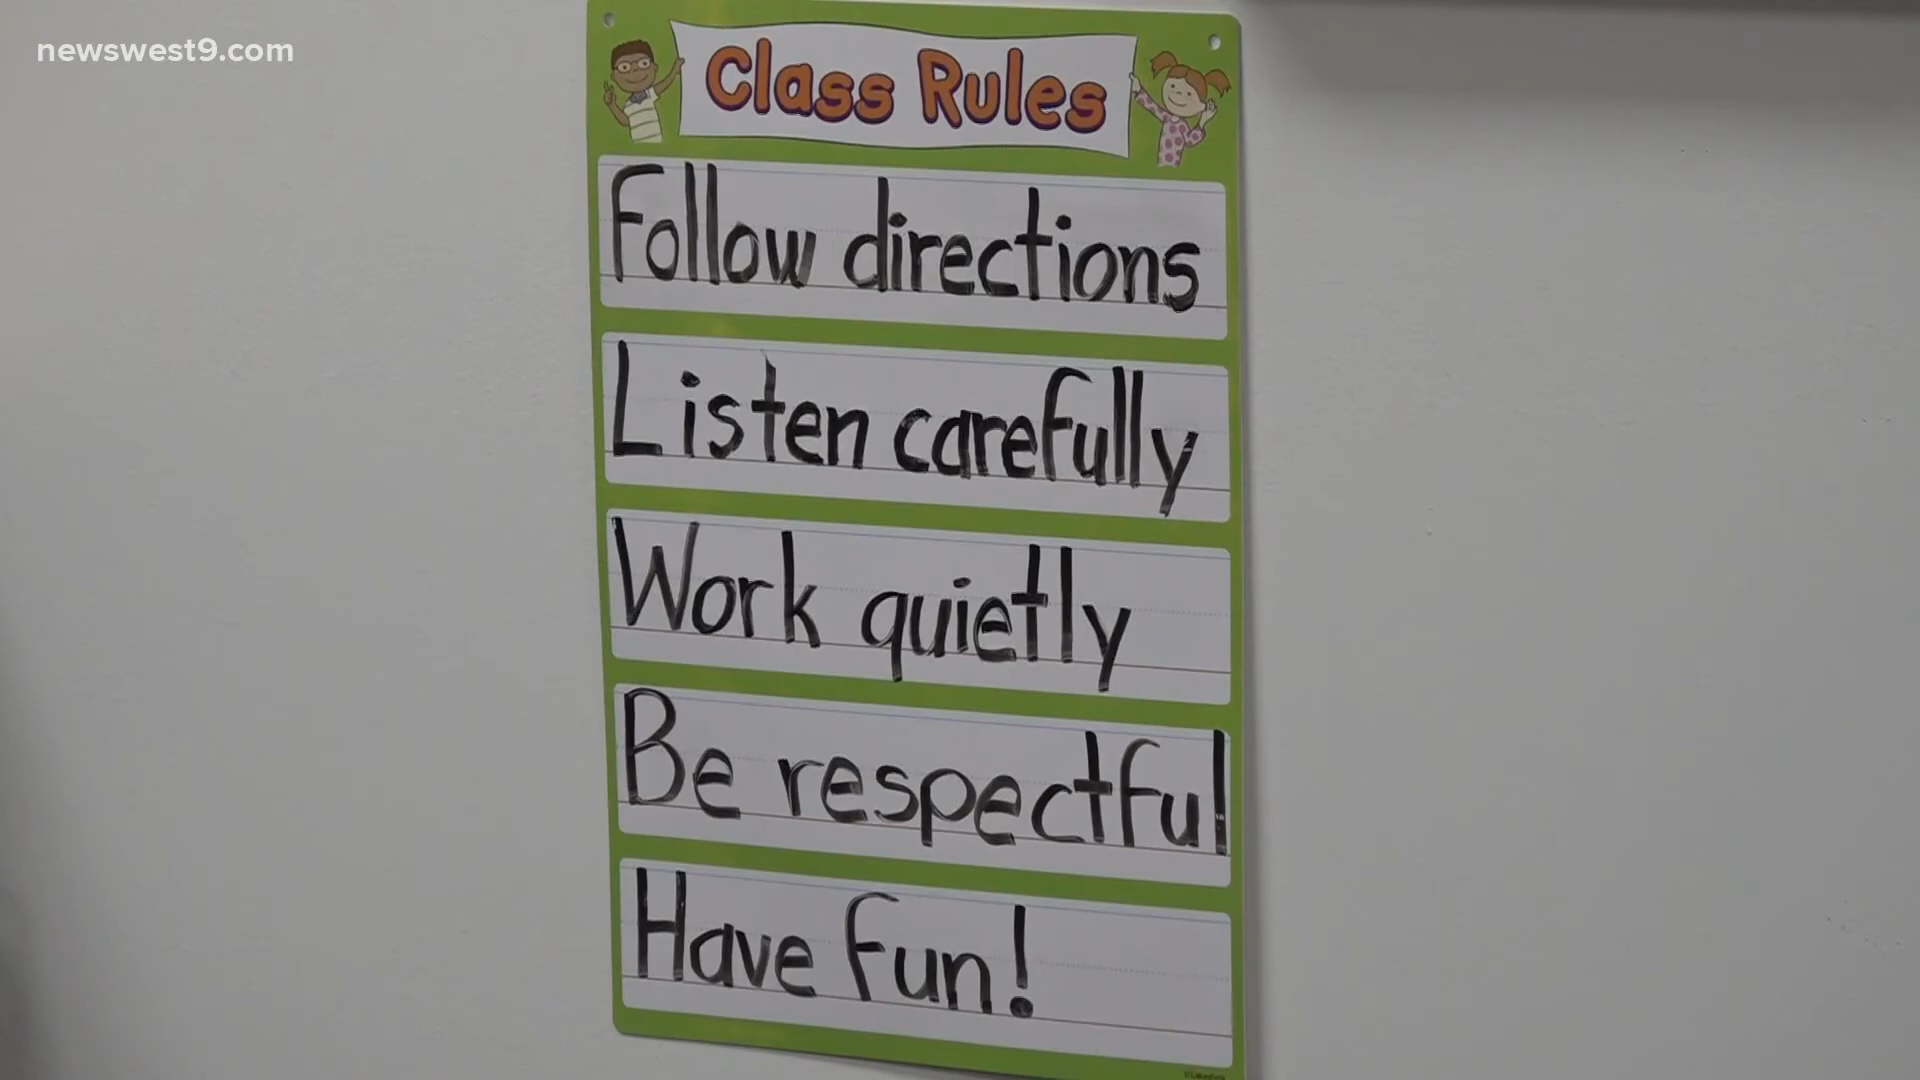 newswest9.com
Class Rules
Follow directions
Listen carefully
Work quietly
Be respectful
Have fun!